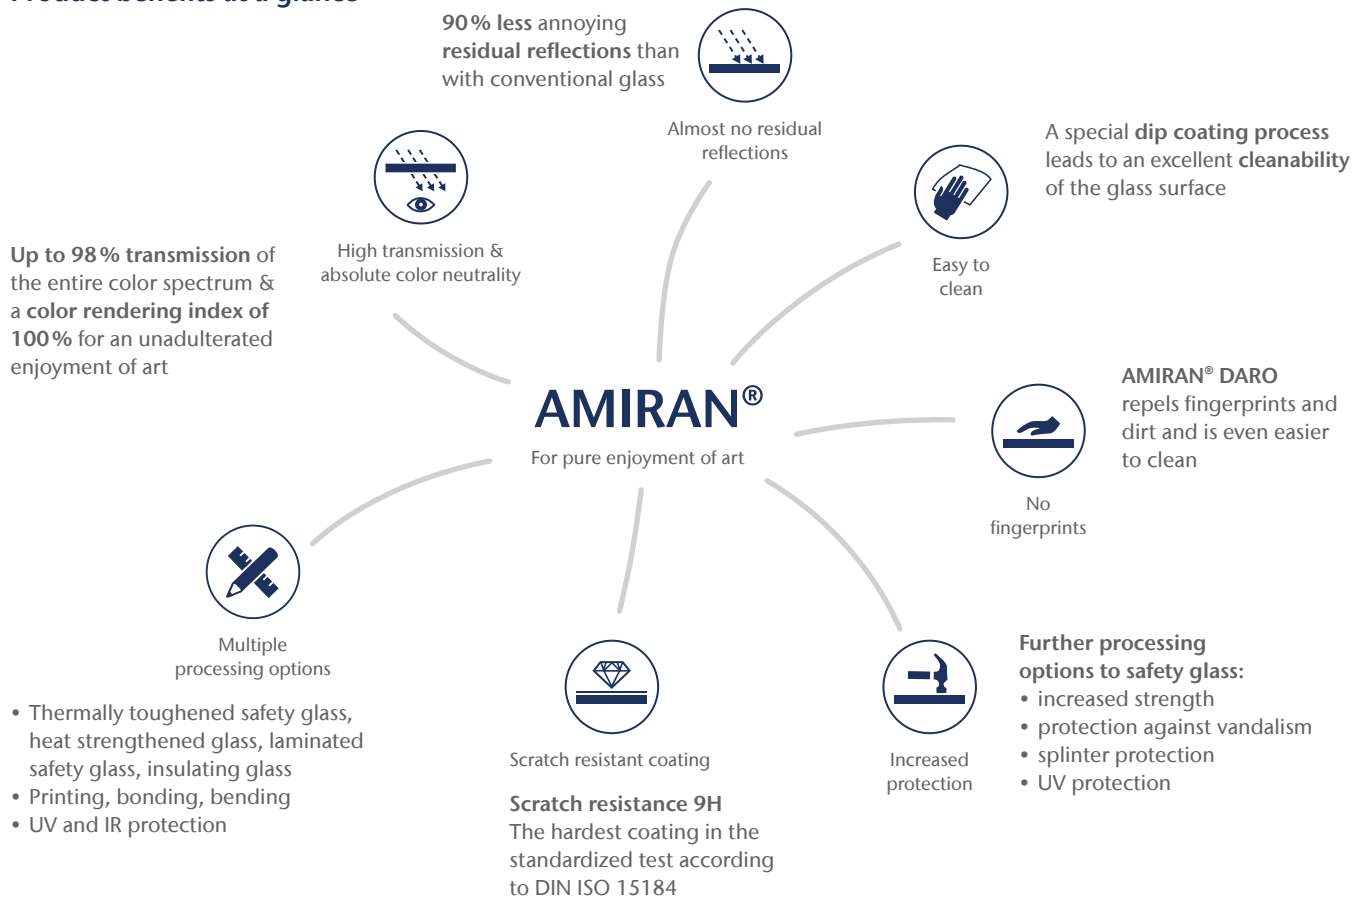 Product benefits at a glance
90 % less annoying
residual reflections than
with conventional glass
Almost no residual
reflections
A special dip coating process
leads to an excellent cleanability
of the glass surface
Easy to
clean
High transmission &
absolute color neutrality
Up to 98 % transmission of
the entire color spectrum &
a color rendering index of
100 % for an unadulterated
enjoyment of art
AMIRAN®
For pure enjoyment of art
AMIRAN® DARO
repels fingerprints and
dirt and is even easier
to clean
No
fingerprints
Multiple
processing options
• Thermally toughened safety glass,
heat strengthened glass, laminated
safety glass, insulating glass
• Printing, bonding, bending
• UV and IR protection
Scratch resistant coating
Scratch resistance 9H
The hardest coating in the
standardized test according
to DIN ISO 15184
Increased
protection
Further processing
options to safety glass:
• increased strength
• protection against vandalism
• splinter protection
• UV protection